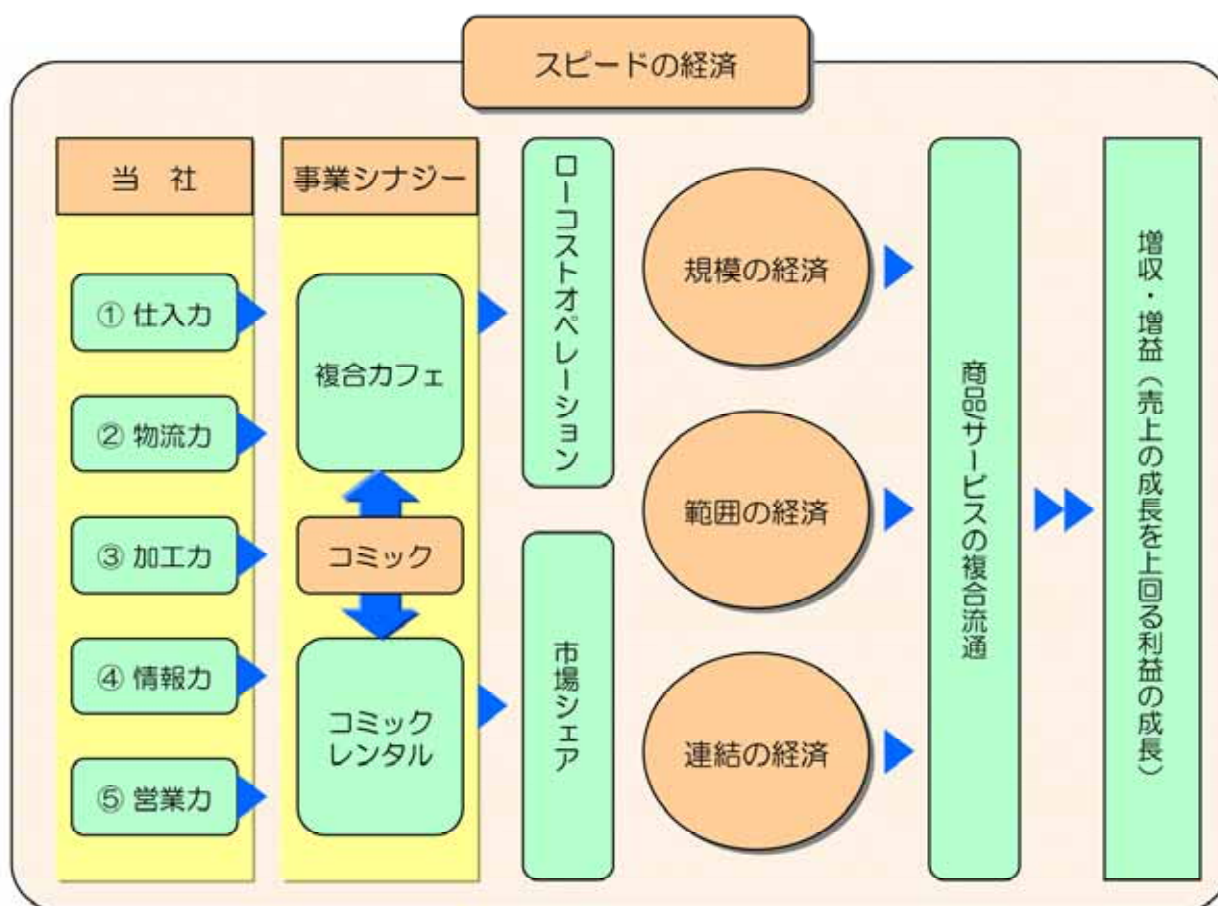 スピードの経済
当　社
① 仕入力
② 物流力
③ 加工力
④ 情報力
⑤ 営業力
事業シナジー
複合カフェ
コミック
コミック
レンタル
ローコストオペレーション
市場シェア
規模の経済
範囲の経済
連結の経済
商品/サービスの複合流通
増収・増益（売上の成長を上回る利益の成長）